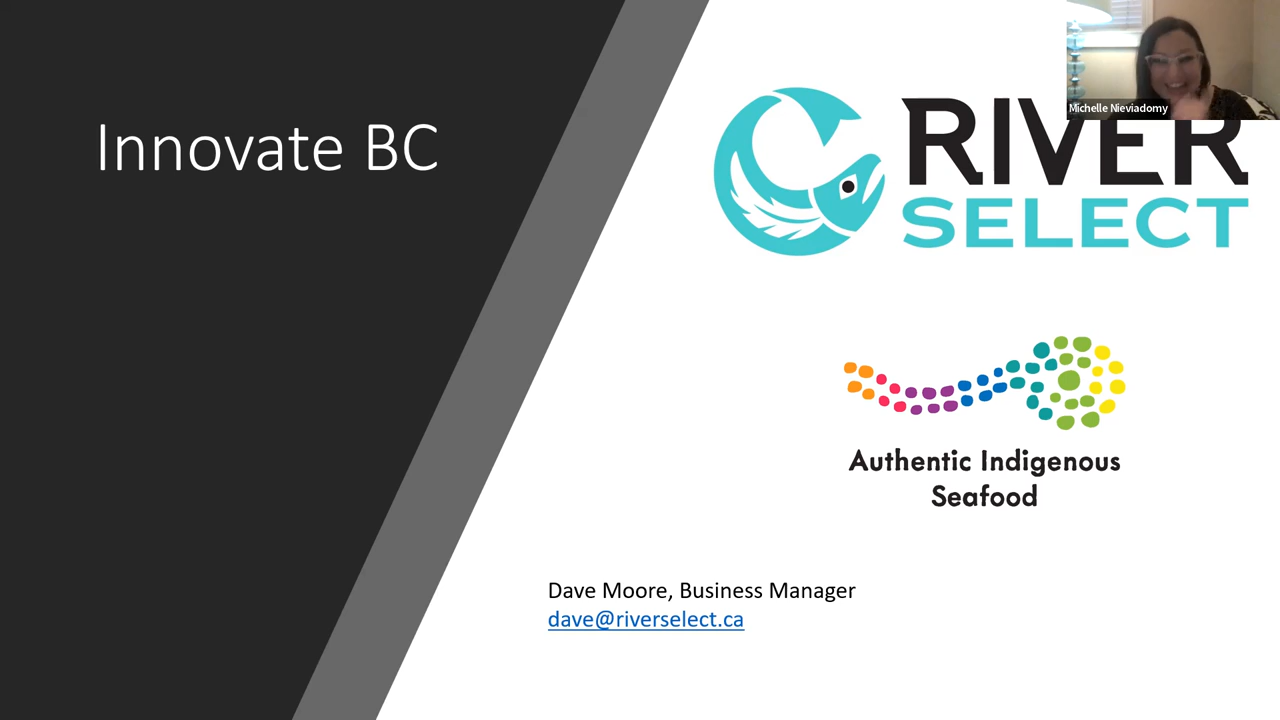 Innovate BC
Michelle Nieviadomy
RIVER
SELECT
Authentic Indigenous
Seafood
Dave Moore, Business Manager
dave@riverselect.ca